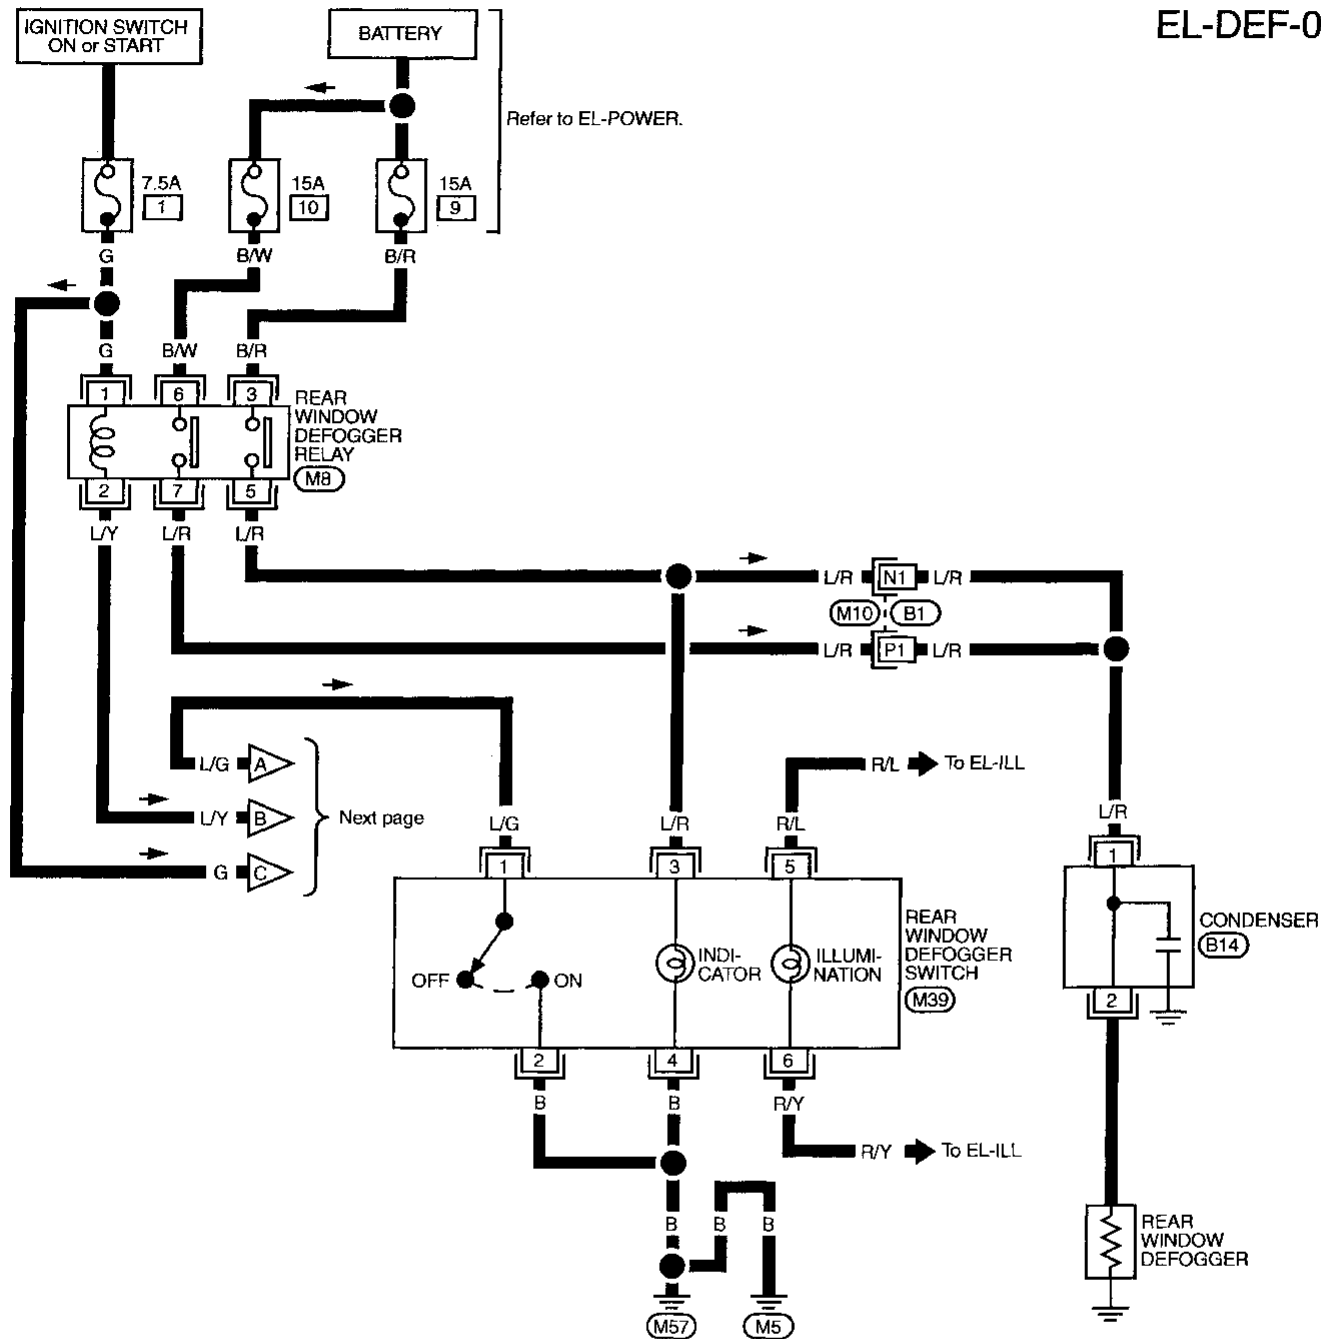 EL-DEF-0
IGNITION SWITCH
ON or START
BATTERY
Refer to EL-POWER.
7.5A
1
15A
10
15A
9
G
B/W
B/R
G
B/W
B/R
1
6
3
REAR
WINDOW
DEFOGGER
RELAY
M8
2
7
5
L/Y
L/R
L/R
L/R
N1
L/R
M10
B1
L/R
P1
L/R
L/G
A
L/Y
B
Next page
G
C
R/L
To EL-ILL
L/G
L/R
R/L
L/R
1
3
5
1
OFF
ON
INDI-
CATOR
ILLUMI-
NATION
REAR
WINDOW
DEFOGGER
SWITCH
M39
CONDENSER
B14
2
2
4
6
B
B
R/Y
R/Y
To EL-ILL
B
B
B
REAR
WINDOW
DEFOGGER
M57
M5